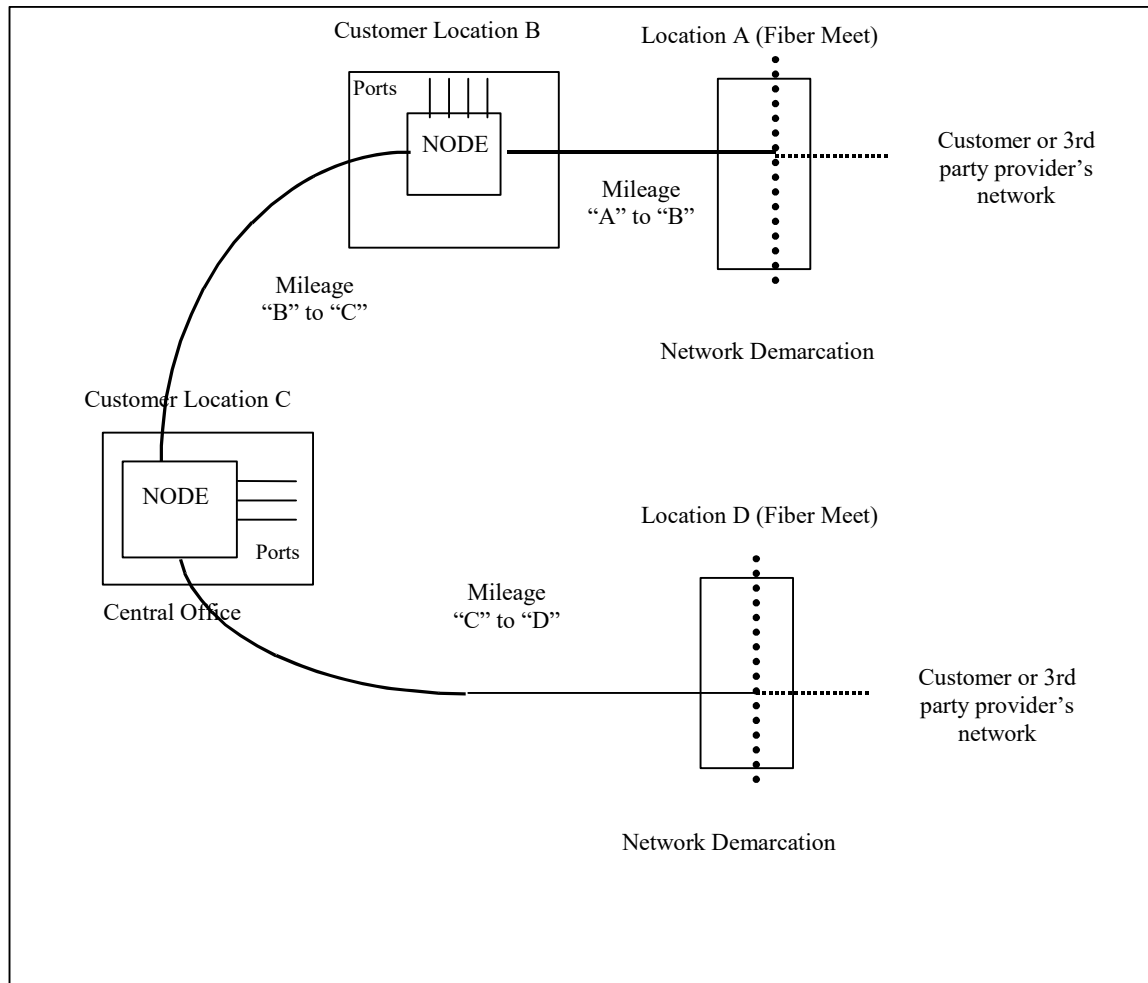 Customer Location B
Location A (Fiber Meet)
Ports
NODE
Customer or 3rd
party provider’s
network
Mileage
“A” to “B”
Mileage
“B” to “C”
Network Demarcation
Customer Location C
NODE
Ports
Central Office
Location D (Fiber Meet)
Mileage
“C” to “D”
Customer or 3rd
party provider’s
network
Network Demarcation